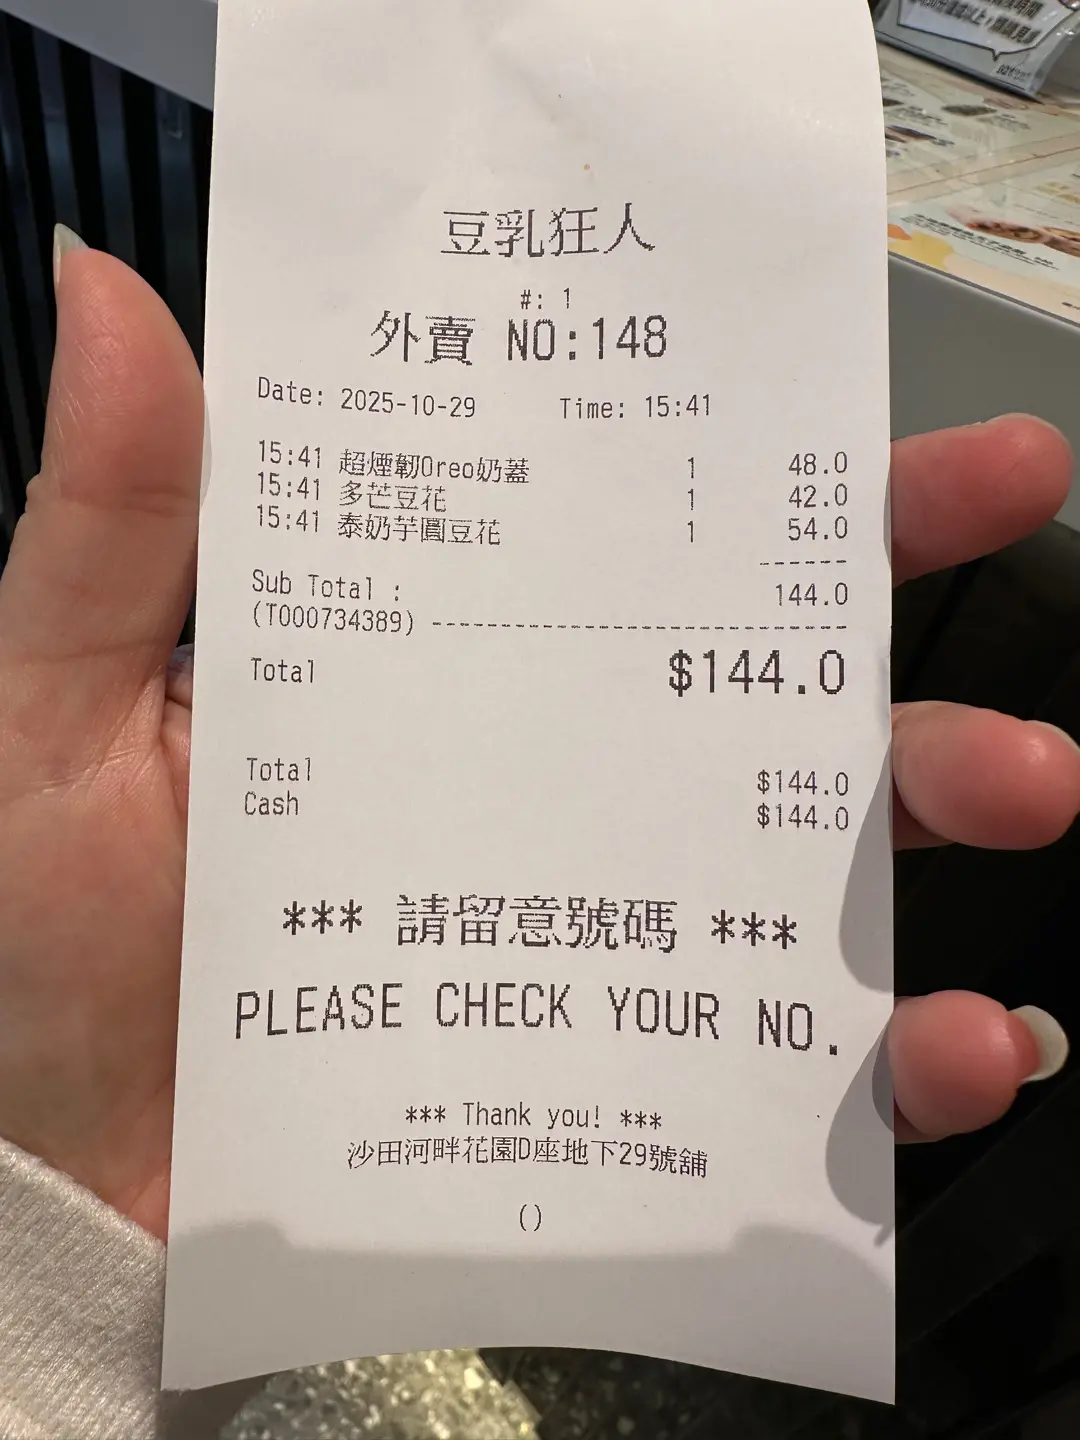 豆乳狂人
#: 1
外賣 NO:148
Date: 2025-10-29 Time: 15:41
15:41 超煙韌Oreo奶蓋 1 48.0
15:41 多芒豆花 1 42.0
15:41 泰奶芋圓豆花 1 54.0
------
Sub Total : 144.0
(T000734389) ------------------------------
Total $144.0
Total $144.0
Cash $144.0
*** 請留意號碼 ***
PLEASE CHECK YOUR NO.
*** Thank you! ***
沙田河畔花園D座地下29號舖
()